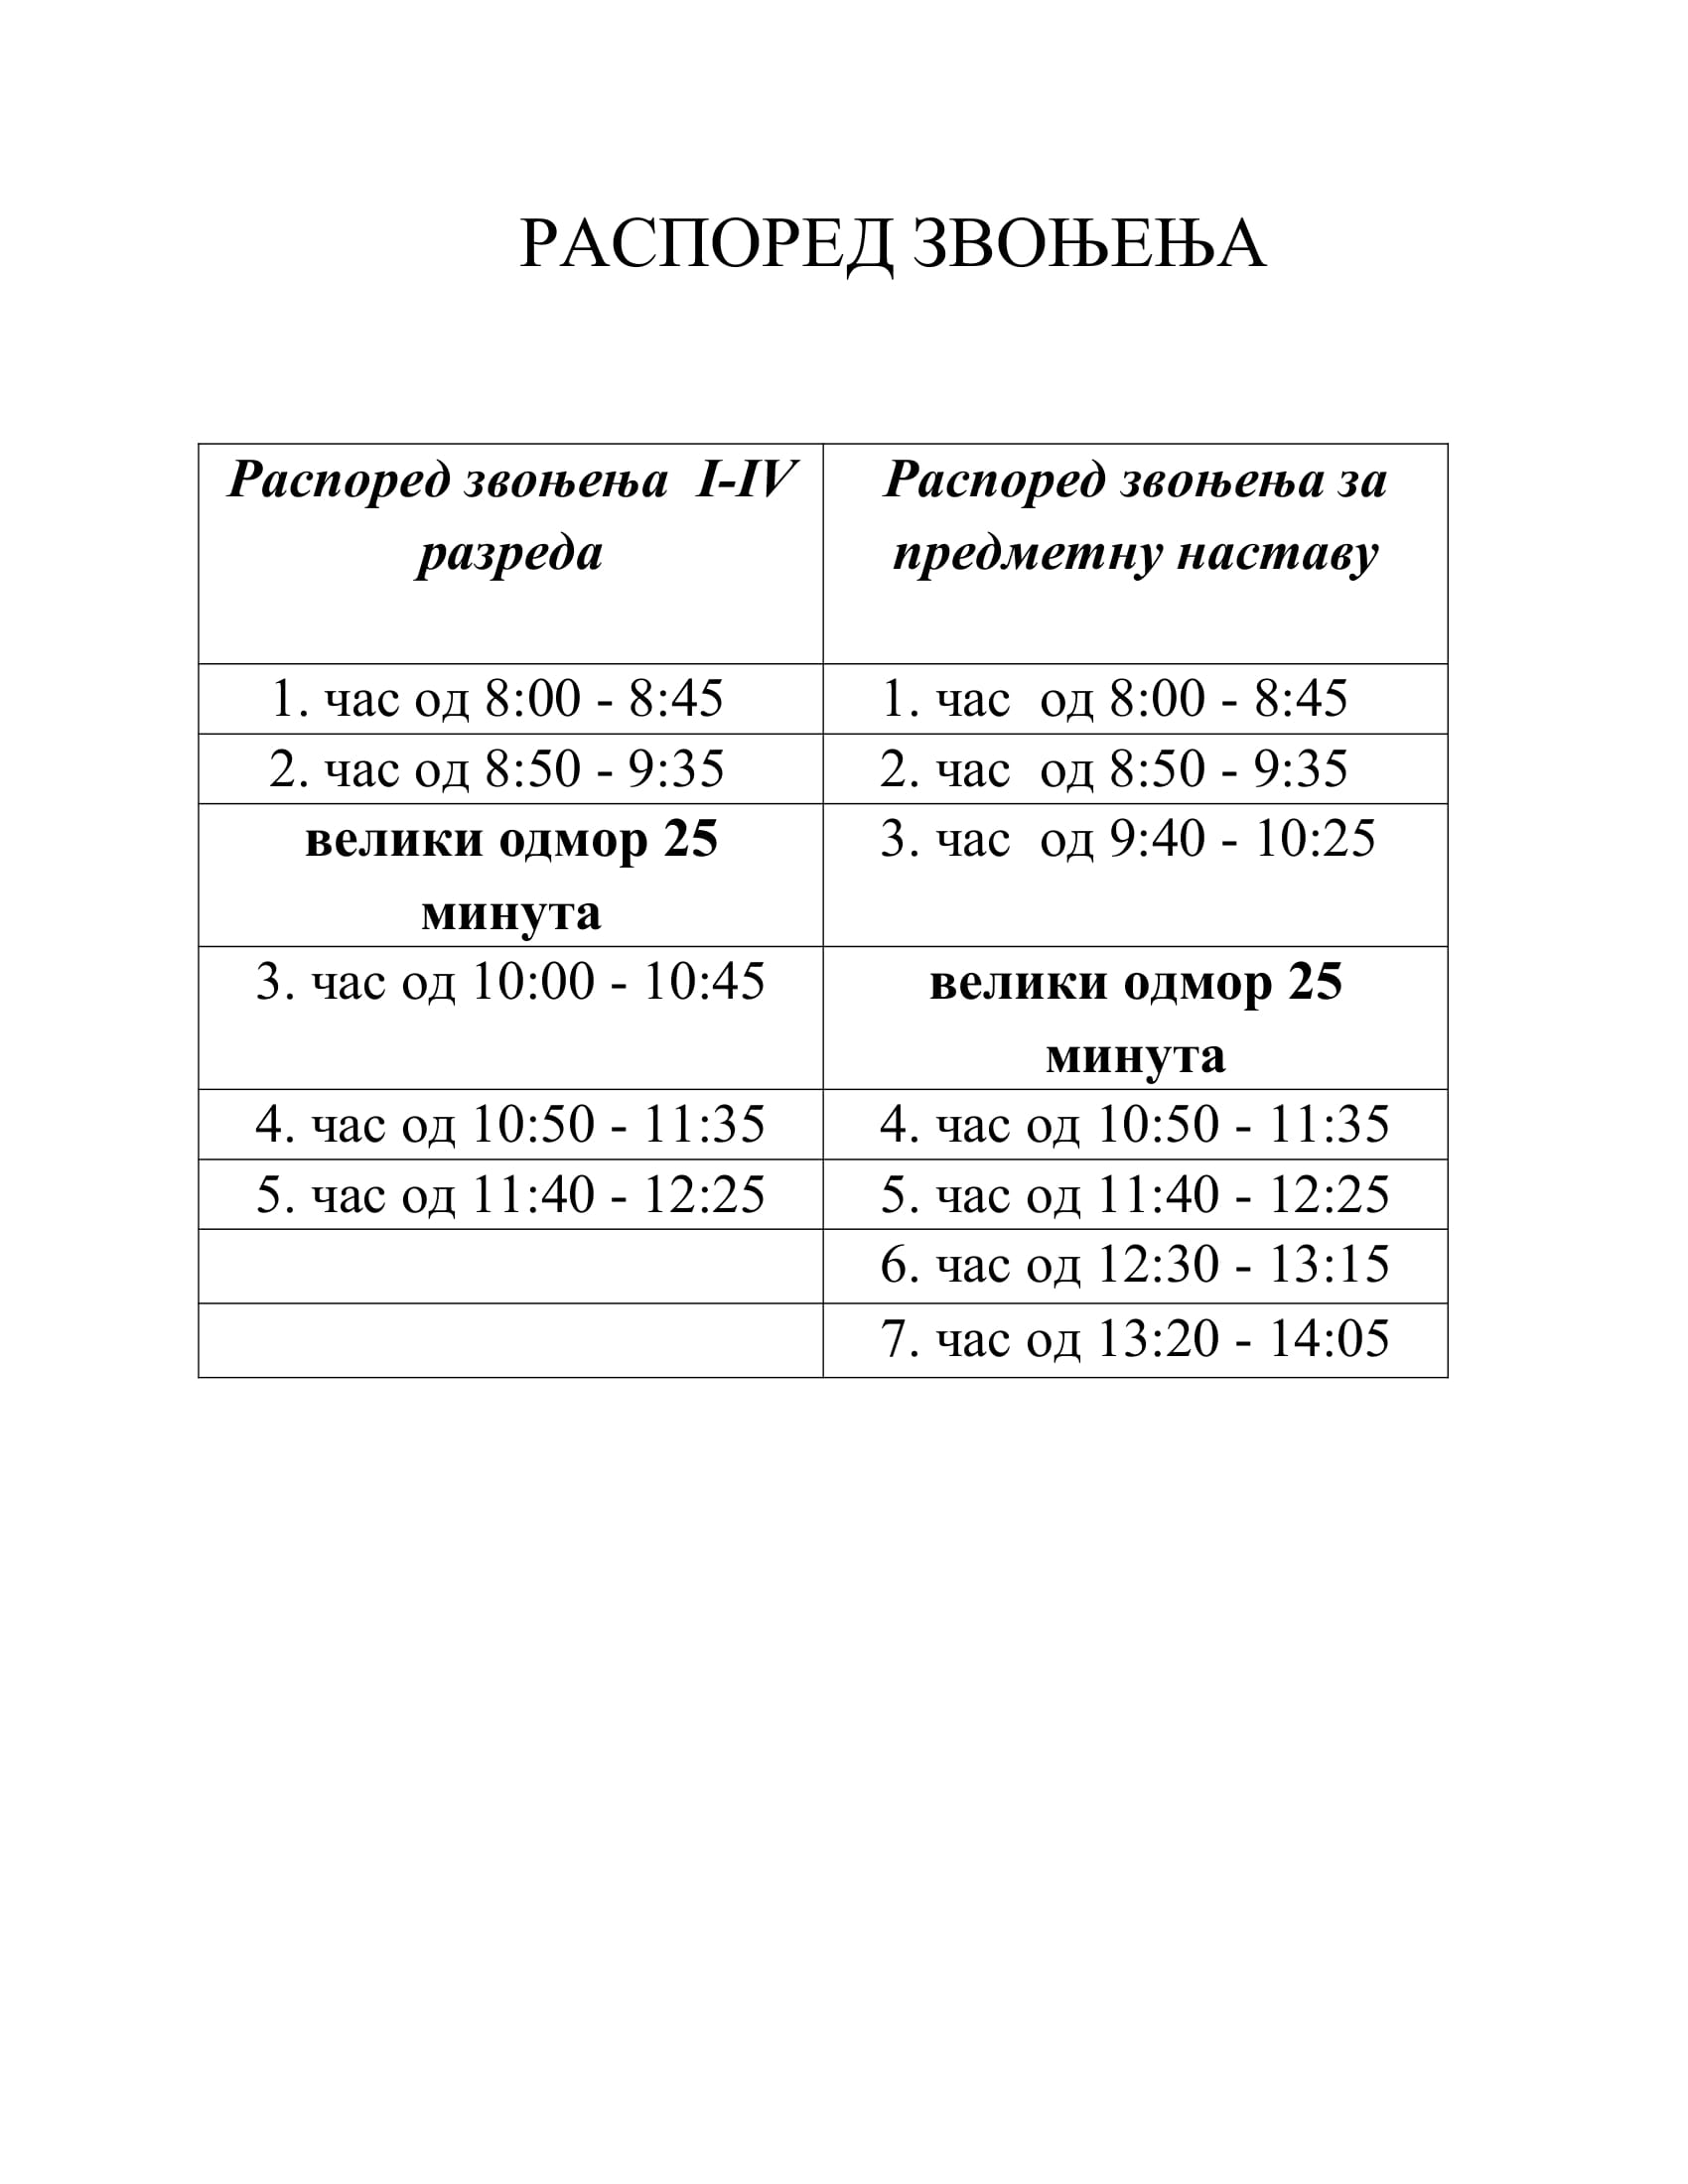 РАСПОРЕД ЗВОЊЕЊА
Распоред звоњења I-IV
разреда
Распоред звоњења за
предметну наставу
1. час од 8:00 - 8:45
1. час од 8:00 - 8:45
2. час од 8:50 - 9:35
2. час од 8:50 - 9:35
велики одмор 25
минута
3. час од 9:40 - 10:25
3. час од 10:00 - 10:45
велики одмор 25
минута
4. час од 10:50 - 11:35
4. час од 10:50 - 11:35
5. час од 11:40 - 12:25
5. час од 11:40 - 12:25
6. час од 12:30 - 13:15
7. час од 13:20 - 14:05